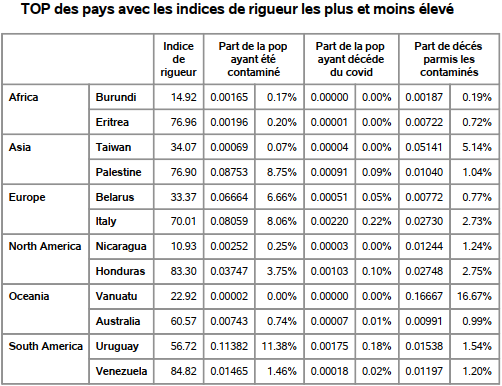 TOP des pays avec les indices de rigueur les plus et moins élevé
Indice de rigueur Part de la pop ayant été contaminé Part de la pop ayant décéde du covid Part de décés parmis les contaminés
Africa Burundi 14.92 0.00165 0.17% 0.00000 0.00% 0.00187 0.19%
Eritrea 76.96 0.00196 0.20% 0.00001 0.00% 0.00722 0.72%
Asia Taiwan 34.07 0.00069 0.07% 0.00004 0.00% 0.05141 5.14%
Palestine 76.90 0.08753 8.75% 0.00091 0.09% 0.01040 1.04%
Europe Belarus 33.37 0.06664 6.66% 0.00051 0.05% 0.00772 0.77%
Italy 70.01 0.08059 8.06% 0.00220 0.22% 0.02730 2.73%
North America Nicaragua 10.93 0.00252 0.25% 0.00003 0.00% 0.01244 1.24%
Honduras 83.30 0.03747 3.75% 0.00103 0.10% 0.02748 2.75%
Oceania Vanuatu 22.92 0.00002 0.00% 0.00000 0.00% 0.16667 16.67%
Australia 60.57 0.00743 0.74% 0.00007 0.01% 0.00991 0.99%
South America Uruguay 56.72 0.11382 11.38% 0.00175 0.18% 0.01538 1.54%
Venezuela 84.82 0.01465 1.46% 0.00018 0.02% 0.01197 1.20%